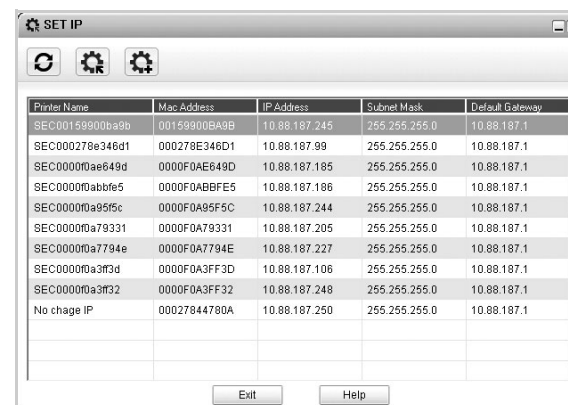 SET IP
Printer Name Mac Address IP Address Subnet Mask Default Gateway
SEC00159900ba9b 00159900BA9B 10.88.187.245 255.255.255.0 10.88.187.1
SEC000278e346d1 000278E346D1 10.88.187.99 255.255.255.0 10.88.187.1
SEC0000f0ae649d 0000F0AE649D 10.88.187.185 255.255.255.0 10.88.187.1
SEC0000f0abbfe5 0000F0ABBFE5 10.88.187.186 255.255.255.0 10.88.187.1
SEC0000f0a95f5c 0000F0A95F5C 10.88.187.244 255.255.255.0 10.88.187.1
SEC0000f0a79331 0000F0A79331 10.88.187.205 255.255.255.0 10.88.187.1
SEC0000f0a7794e 0000F0A7794E 10.88.187.227 255.255.255.0 10.88.187.1
SEC0000f0a3ff3d 0000F0A3FF3D 10.88.187.106 255.255.255.0 10.88.187.1
SEC0000f0a3ff32 0000F0A3FF32 10.88.187.248 255.255.255.0 10.88.187.1
No chage IP 00027844780A 10.88.187.250 255.255.255.0 10.88.187.1
Exit Help